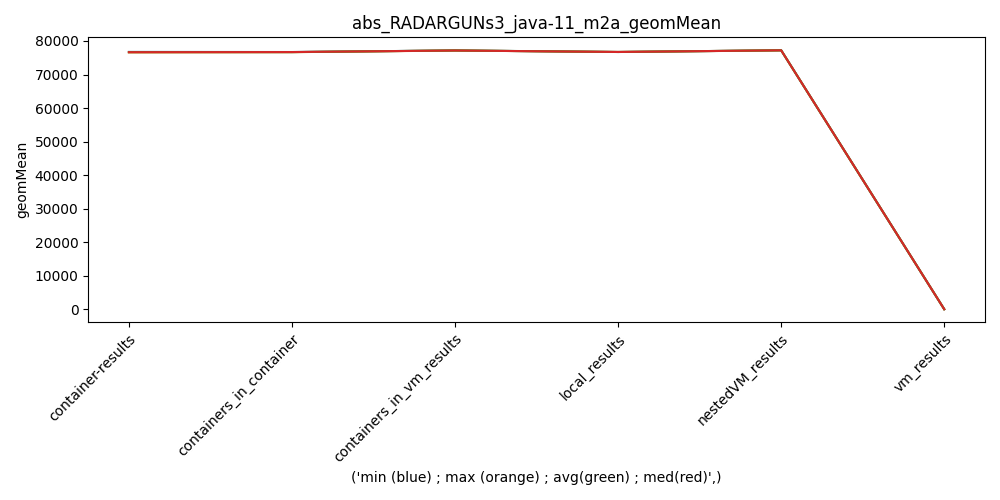 abs_RADARGUNs3_java-11_m2a_geomMean
geomMean
80000
70000
60000
50000
40000
30000
20000
10000
0
container-results
containers_in_container
containers_in_vm_results
local_results
nestedVM_results
vm_results
('min (blue) ; max (orange) ; avg(green) ; med(red)',)